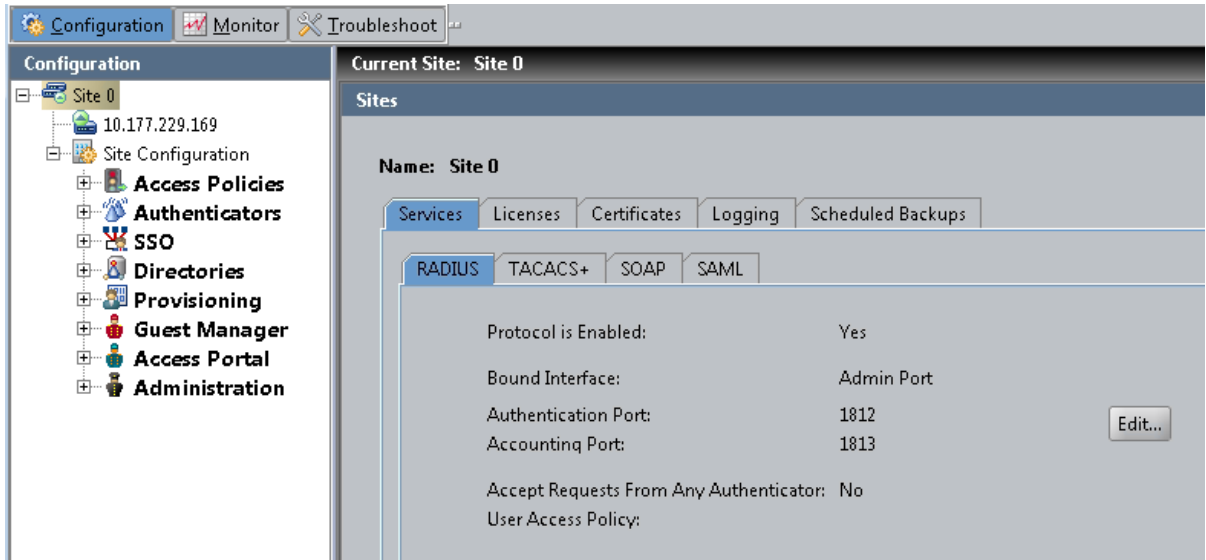 Configuration Monitor Troubleshoot
Configuration
Site 0
10.177.229.169
Site Configuration
Access Policies
Authenticators
SSO
Directories
Provisioning
Guest Manager
Access Portal
Administration
Current Site: Site 0
Sites
Name: Site 0
Services Licenses Certificates Logging Scheduled Backups
RADIUS TACACS+ SOAP SAML
Protocol is Enabled: Yes
Bound Interface: Admin Port
Authentication Port: 1812
Accounting Port: 1813
Edit...
Accept Requests From Any Authenticator: No
User Access Policy: